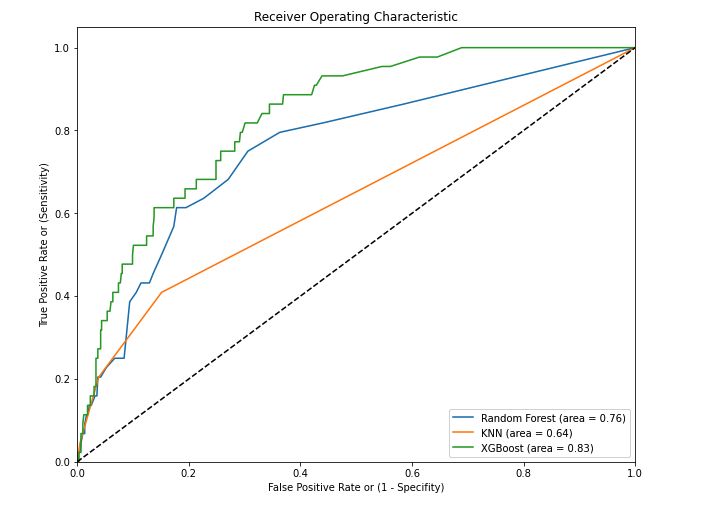 Receiver Operating Characteristic
1.0
0.8
0.6
0.4
0.2
0.0
True Positive Rate or (Sensitivity)
Random Forest (area = 0.76)
KNN (area = 0.64)
XGBoost (area = 0.83)
0.0 0.2 0.4 0.6 0.8 1.0
False Positive Rate or (1 - Specifity)